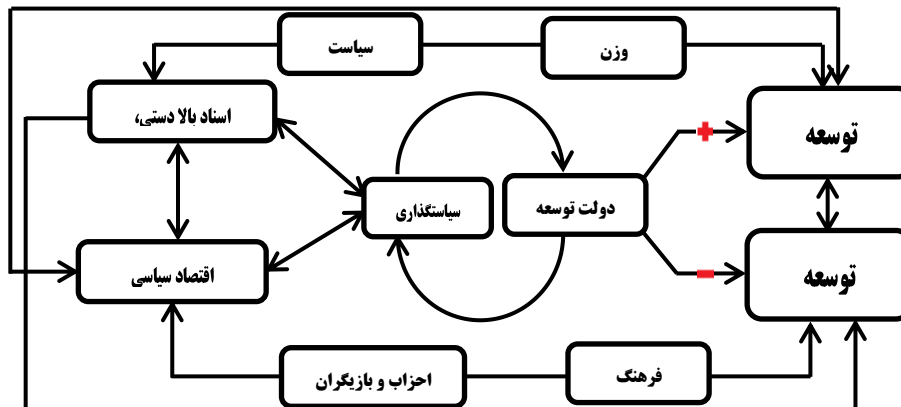 سیاست
وزن
اسناد بالا دستی،
توسعه
سیاستگذاری
دولت توسعه
اقتصاد سیاسی
توسعه
احزاب و بازیگران
فرهنگ